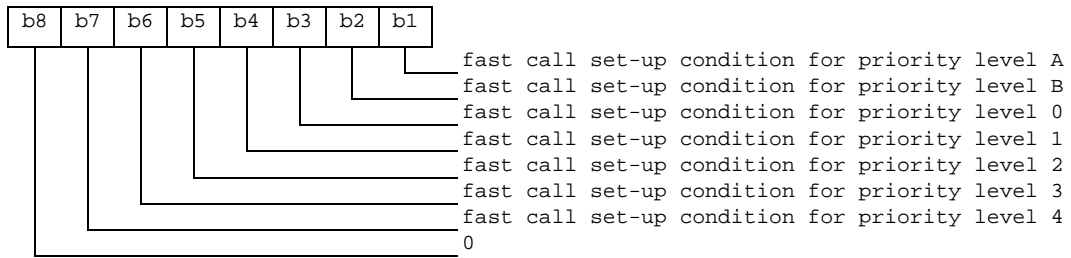 b8 b7 b6 b5 b4 b3 b2 b1
fast call set-up condition for priority level A
fast call set-up condition for priority level B
fast call set-up condition for priority level 0
fast call set-up condition for priority level 1
fast call set-up condition for priority level 2
fast call set-up condition for priority level 3
fast call set-up condition for priority level 4
0